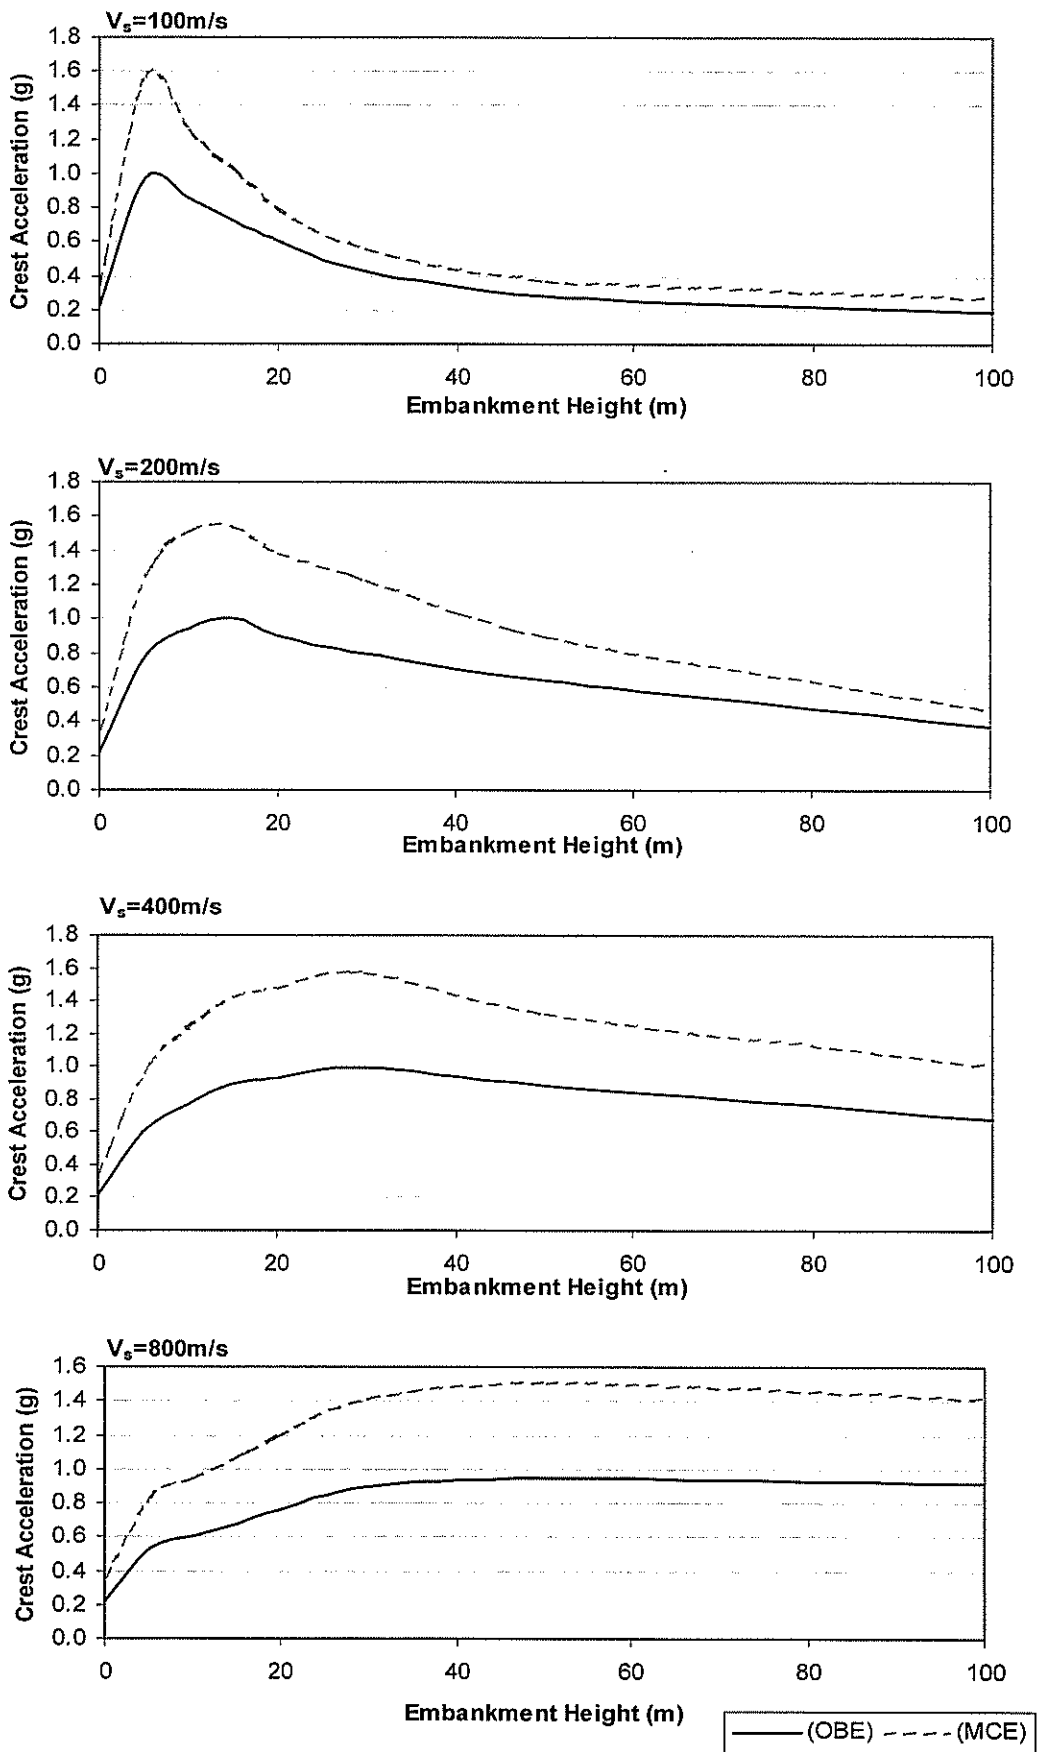 Vs=100m/s
Crest Acceleration (g)
1.8
1.6
1.4
1.2
1.0
0.8
0.6
0.4
0.2
0.0
0 20 40 60 80 100
Embankment Height (m)
Vs=200m/s
Crest Acceleration (g)
1.8
1.6
1.4
1.2
1.0
0.8
0.6
0.4
0.2
0.0
0 20 40 60 80 100
Embankment Height (m)
Vs=400m/s
Crest Acceleration (g)
1.8
1.6
1.4
1.2
1.0
0.8
0.6
0.4
0.2
0.0
0 20 40 60 80 100
Embankment Height (m)
Vs=800m/s
Crest Acceleration (g)
1.6
1.4
1.2
1.0
0.8
0.6
0.4
0.2
0.0
0 20 40 60 80 100
Embankment Height (m)
(OBE) (MCE)